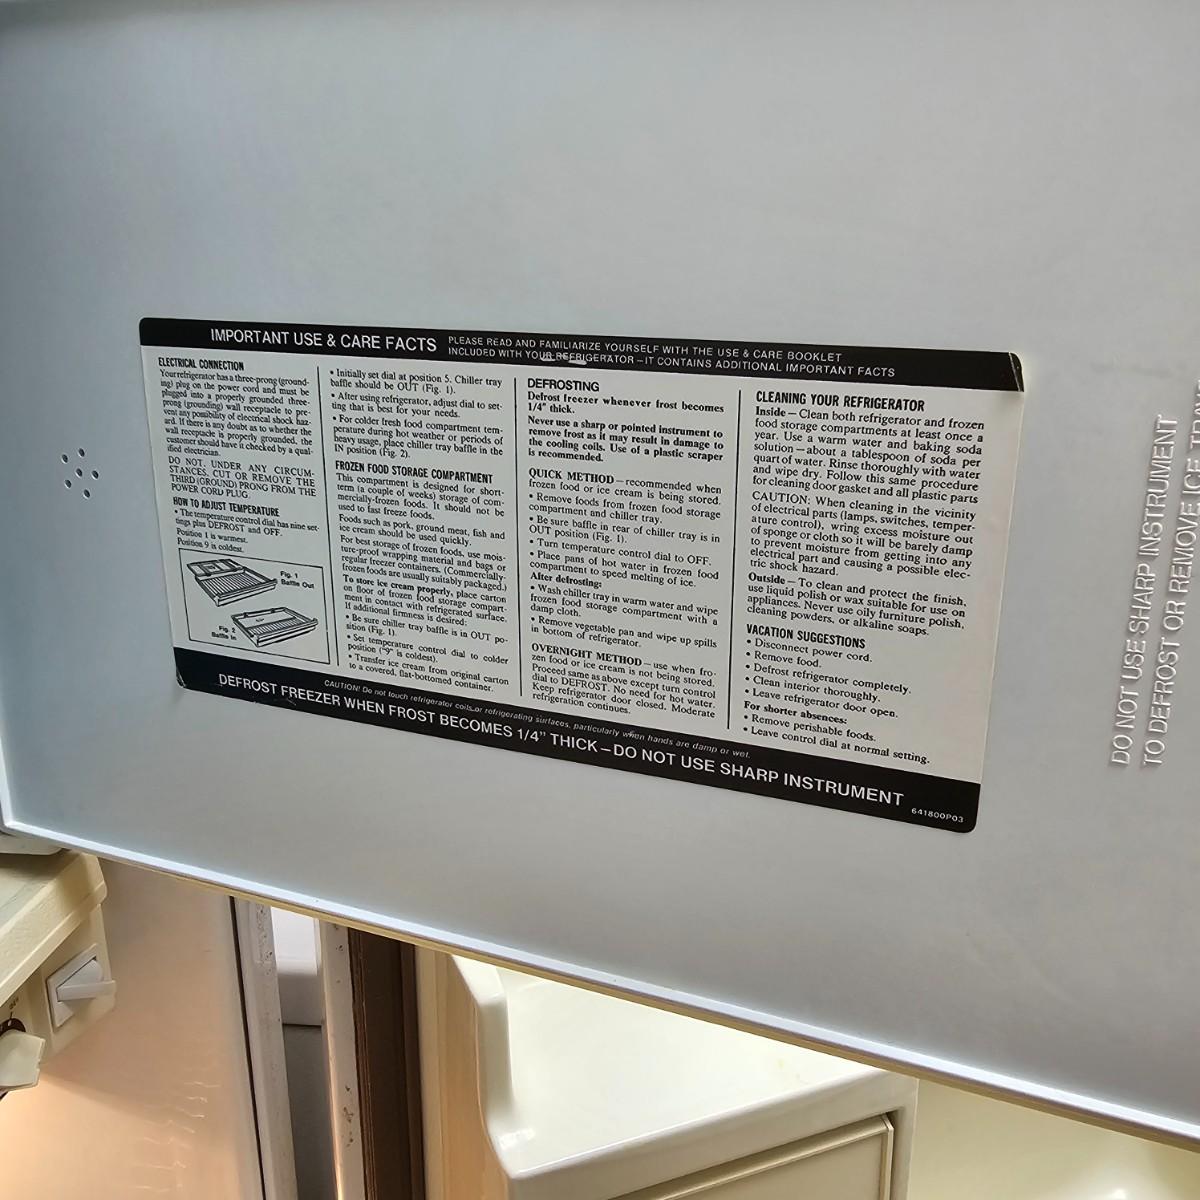 IMPORTANT USE & CARE FACTS
PLEASE READ AND FAMILIARIZE YOURSELF WITH THE USE & CARE BOOKLET
INCLUDED WITH YOUR REFRIGERATOR – IT CONTAINS ADDITIONAL IMPORTANT FACTS
ELECTRICAL CONNECTION
Your refrigerator has a three-prong (ground-
ing) plug on the power cord and must be
plugged into a properly grounded three-
prong (grounding) wall receptacle to pre-
vent any possibility of electrical shock haz-
ard. If there is any doubt as to whether the
wall receptacle is properly grounded, the
customer should have it checked by a qual-
ified electrician.
DO NOT, UNDER ANY CIRCUM-
STANCES, CUT OR REMOVE THE
THIRD (GROUND) PRONG FROM THE
POWER CORD PLUG.
HOW TO ADJUST TEMPERATURE
• The temperature control dial has nine set-
tings plus DEFROST and OFF.
Position 1 is warmest.
Position 9 is coldest.
Fig. 1
Baffle Out
Fig. 2
Baffle In
• Initially set dial at position 5. Chiller tray
baffle should be OUT (Fig. 1).
• After using refrigerator, adjust dial to set-
ting that is best for your needs.
• For colder fresh food compartment tem-
perature during hot weather or periods of
heavy usage, place chiller tray baffle in the
IN position (Fig. 2).
FROZEN FOOD STORAGE COMPARTMENT
This compartment is designed for short-
term (a couple of weeks) storage of com-
mercially-frozen foods. It should not be
used to fast freeze foods.
Foods such as pork, ground meat, fish and
ice cream should be used quickly.
For best storage of frozen foods, use mois-
ture-proof wrapping material and bags or
regular freezer containers. (Commercially-
frozen foods are usually suitably packaged.)
To store ice cream properly, place carton
on floor of frozen food storage compart-
ment in contact with refrigerated surface.
If additional firmness is desired:
• Be sure chiller tray baffle is in OUT po-
sition (Fig. 1).
• Set temperature control dial to colder
position ("9" is coldest).
• Transfer ice cream from original carton
to a covered, flat-bottomed container.
DEFROSTING
Defrost freezer whenever frost becomes
1/4" thick.
Never use a sharp or pointed instrument to
remove frost as it may result in damage to
the cooling coils. Use of a plastic scraper
is recommended.
QUICK METHOD – recommended when
frozen food or ice cream is being stored.
• Remove foods from frozen food storage
compartment and chiller tray.
• Be sure baffle in rear of chiller tray is in
OUT position (Fig. 1).
• Turn temperature control dial to OFF.
• Place pans of hot water in frozen food
compartment to speed melting of ice.
After defrosting:
• Wash chiller tray in warm water and wipe
frozen food storage compartment with a
damp cloth.
• Remove vegetable pan and wipe up spills
in bottom of refrigerator.
OVERNIGHT METHOD – use when fro-
zen food or ice cream is not being stored.
Proceed same as above except turn control
dial to DEFROST. No need for hot water.
Keep refrigerator door closed. Moderate
refrigeration continues.
CLEANING YOUR REFRIGERATOR
Inside – Clean both refrigerator and frozen
food storage compartments at least once a
year. Use a warm water and baking soda
solution – about a tablespoon of soda per
quart of water. Rinse thoroughly with water
and wipe dry. Follow this same procedure
for cleaning door gasket and all plastic parts
CAUTION: When cleaning in the vicinity
of electrical parts (lamps, switches, temper-
ature control), wring excess moisture out
of sponge or cloth so it will be barely damp
to prevent moisture from getting into any
electrical part and causing a possible elec-
tric shock hazard.
Outside – To clean and protect the finish,
use liquid polish or wax suitable for use on
appliances. Never use oily furniture polish,
cleaning powders, or alkaline soaps.
VACATION SUGGESTIONS
• Disconnect power cord.
• Remove food.
• Defrost refrigerator completely.
• Clean interior thoroughly.
• Leave refrigerator door open.
For shorter absences:
• Remove perishable foods.
• Leave control dial at normal setting.
CAUTION! Do not touch refrigerator coils or refrigerating surfaces, particularly when hands are damp or wet.
DEFROST FREEZER WHEN FROST BECOMES 1/4" THICK – DO NOT USE SHARP INSTRUMENT
641800P03
DO NOT USE SHARP INSTRUMENT
TO DEFROST OR REMOVE ICE